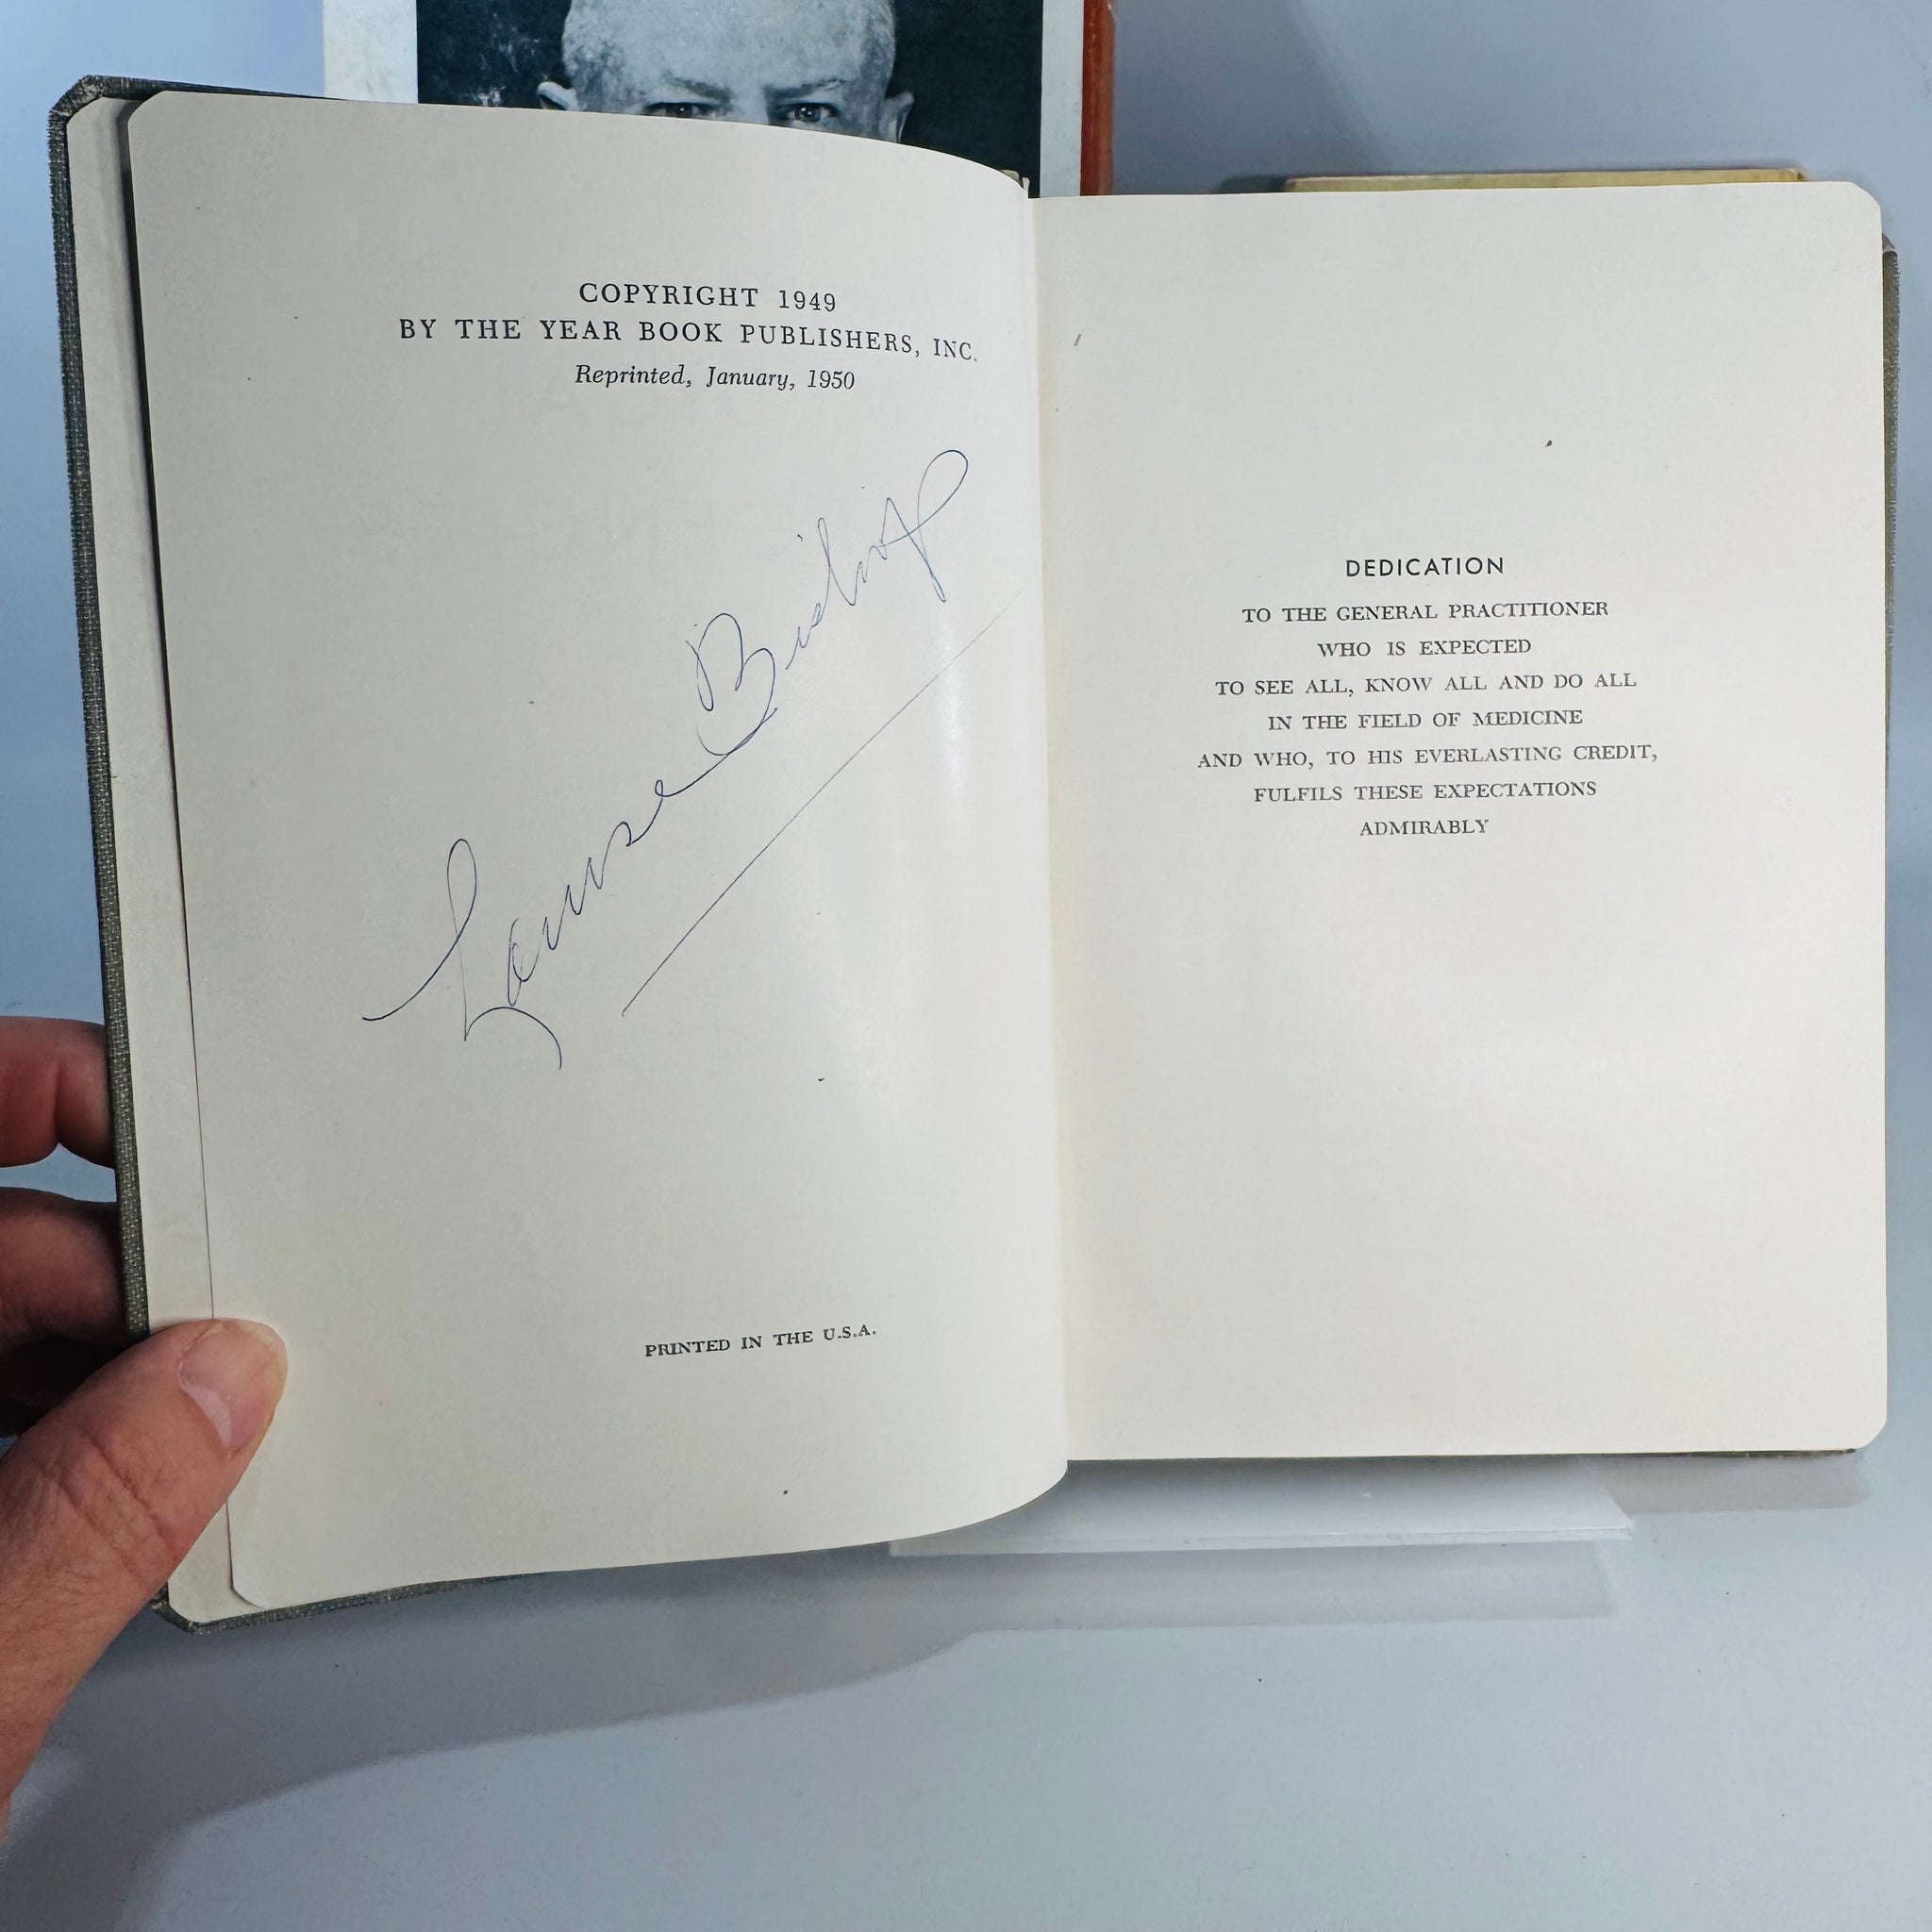 COPYRIGHT 1949
BY THE YEAR BOOK PUBLISHERS, INC.
Reprinted, January, 1950
Louise Bishop
PRINTED IN THE U.S.A.
DEDICATION
TO THE GENERAL PRACTITIONER
WHO IS EXPECTED
TO SEE ALL, KNOW ALL AND DO ALL
IN THE FIELD OF MEDICINE
AND WHO, TO HIS EVERLASTING CREDIT,
FULFILS THESE EXPECTATIONS
ADMIRABLY